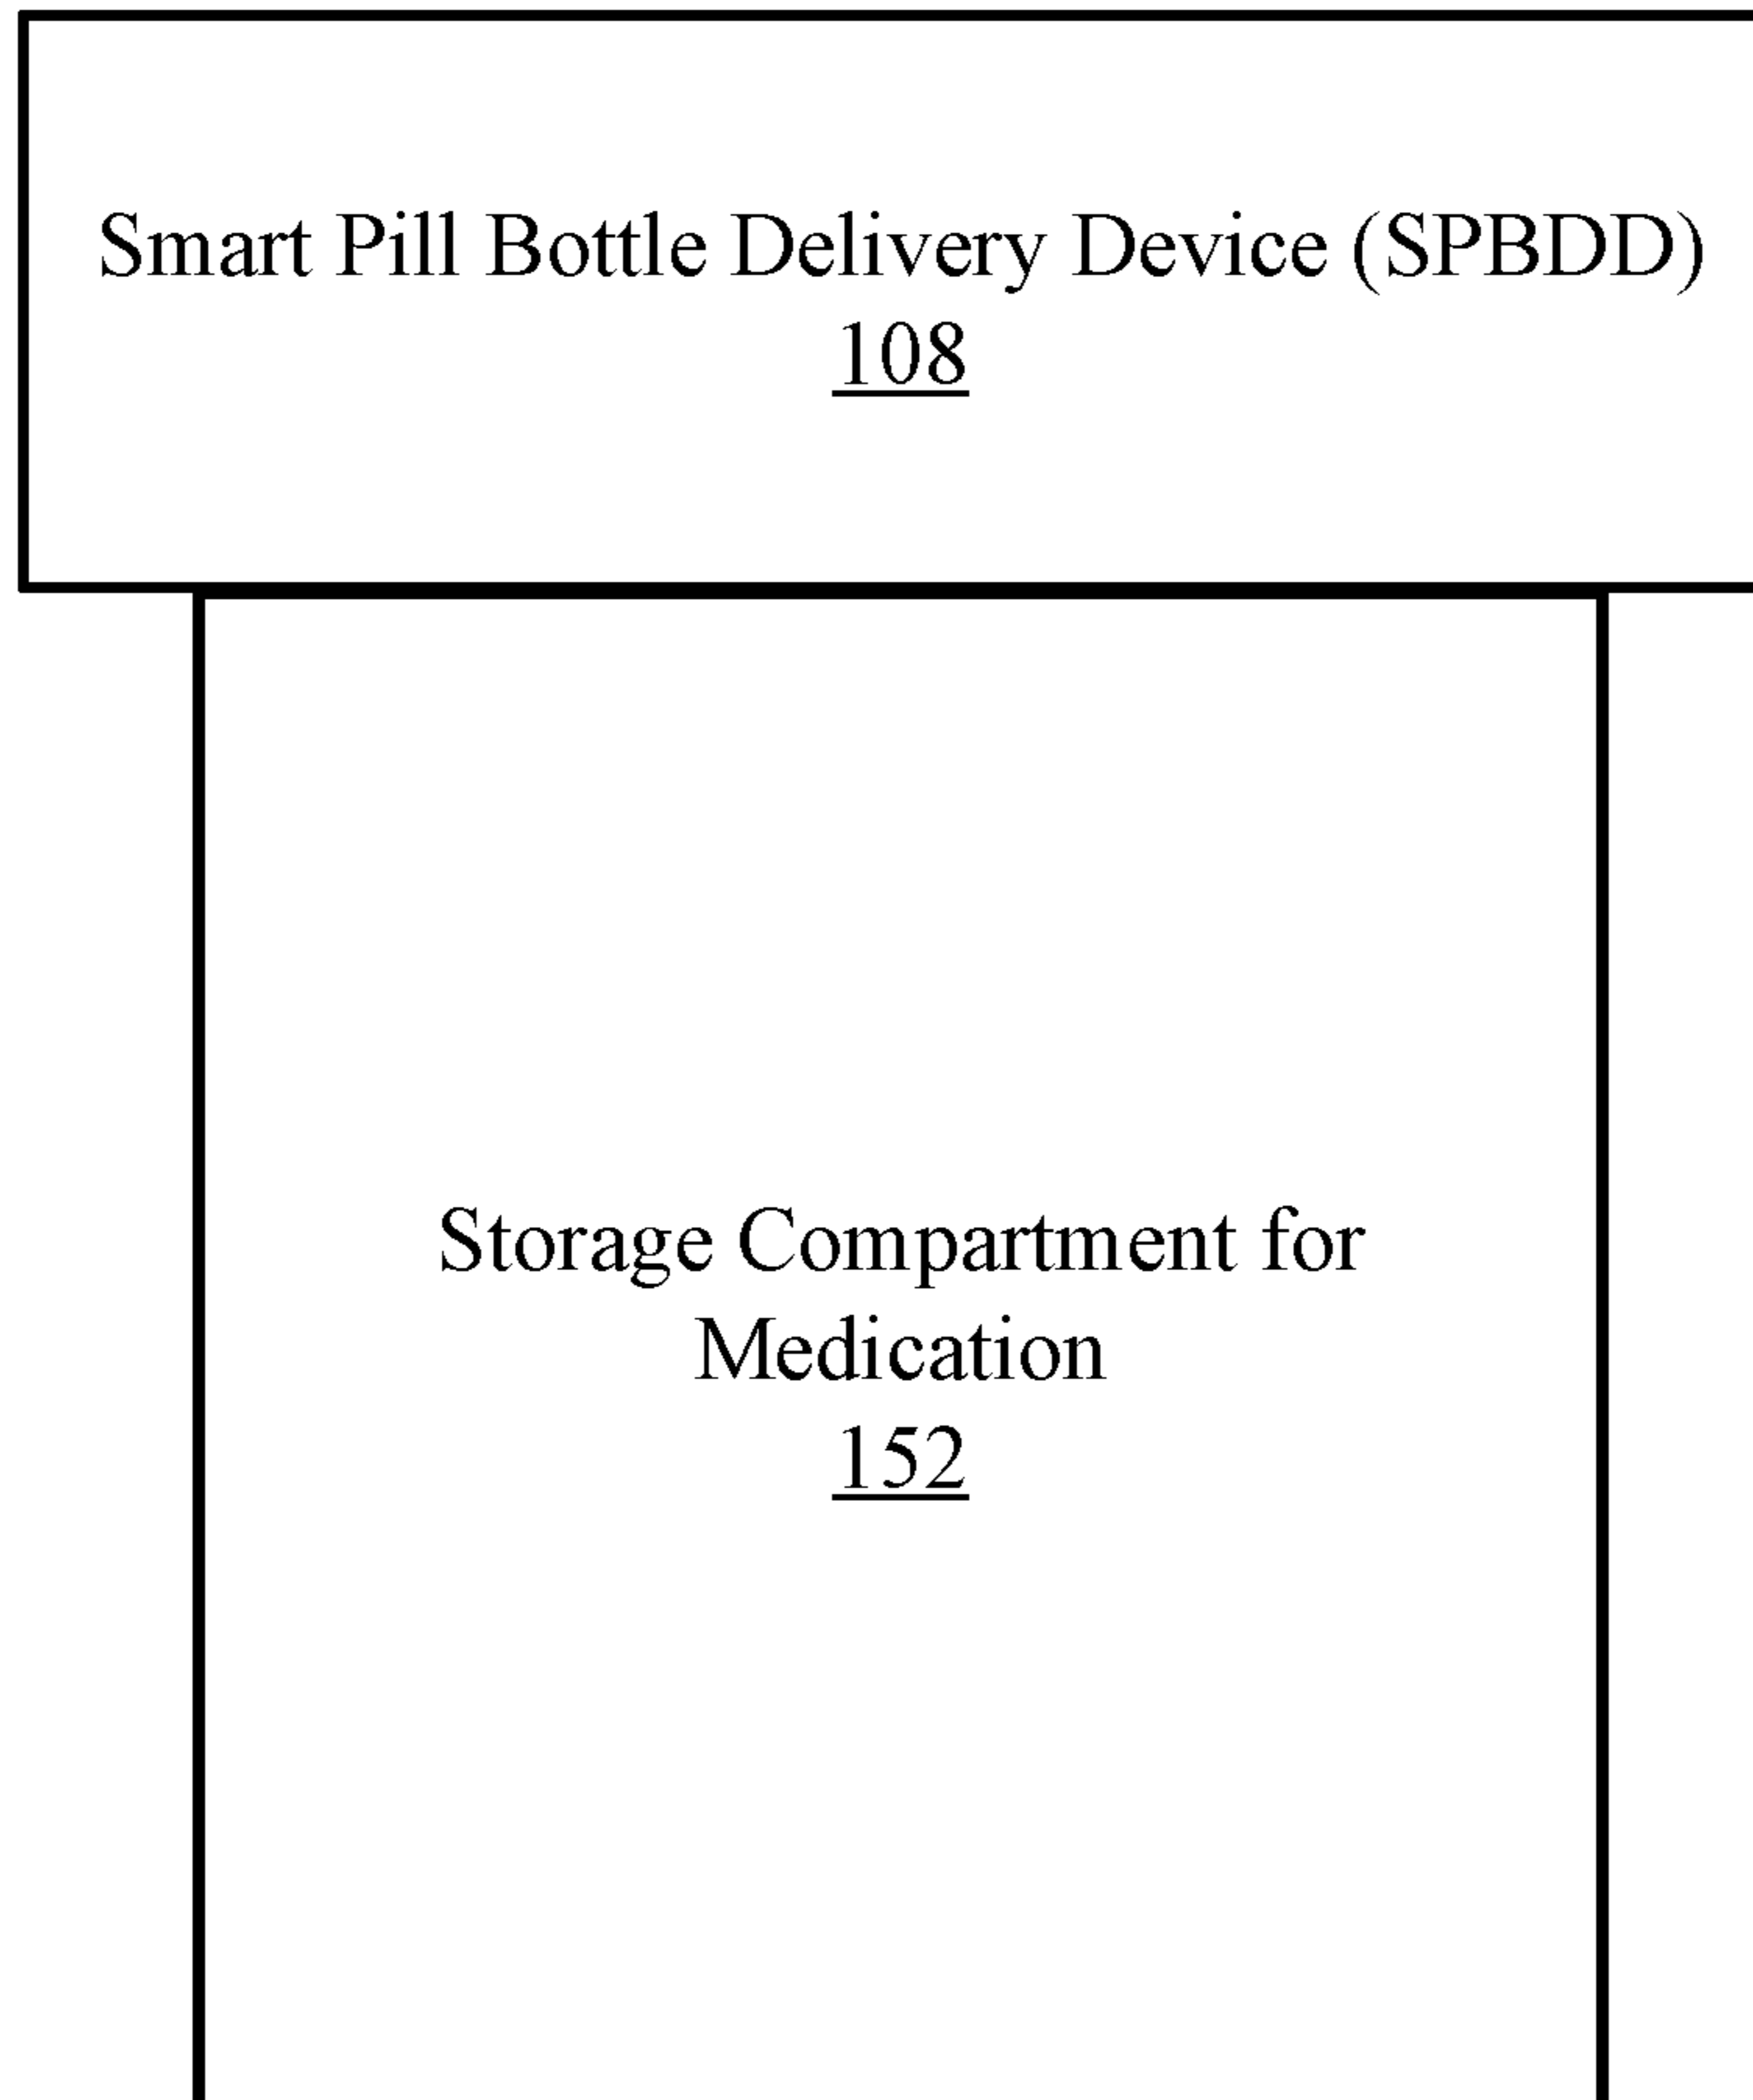 Smart Pill Bottle Delivery Device (SPBDD)
108
Storage Compartment for
Medication
152